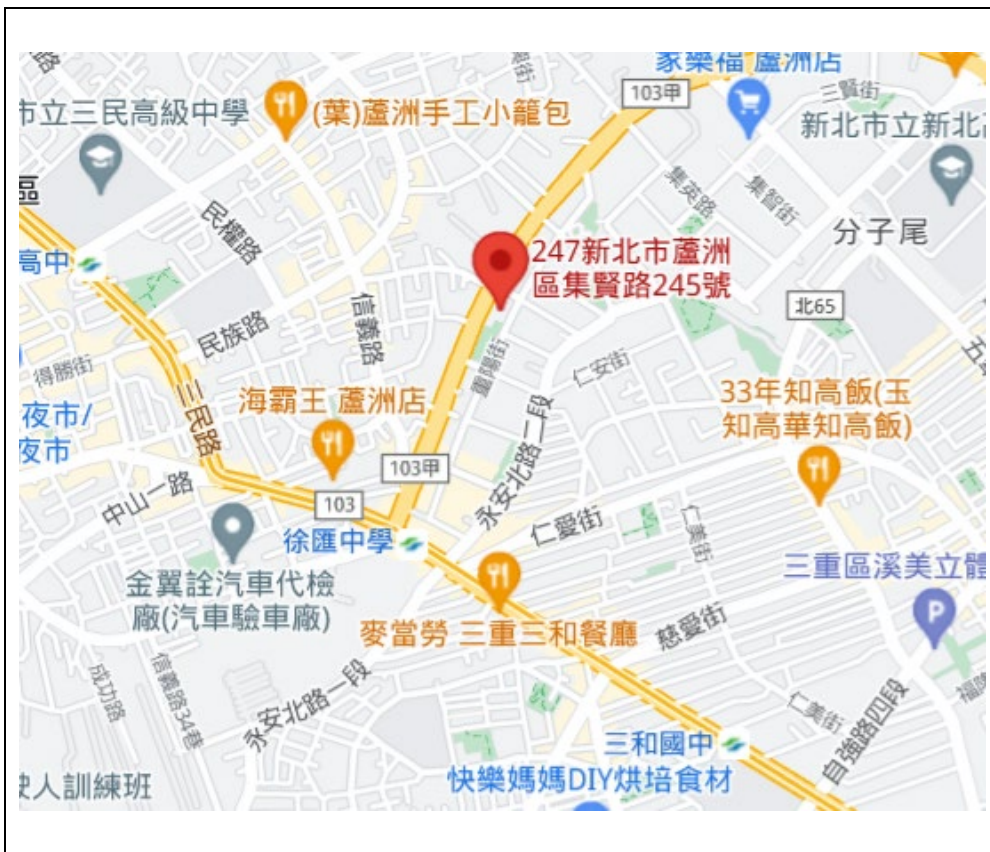 家樂福 蘆洲店
103甲
三賢街
市立三民高級中學
(葉)蘆洲手工小籠包
新北市立新北高
區
民權路
集英路
集智街
分子尾
高中
247新北市蘆洲
區集賢路245號
北65
民族路
信義路
得勝街
重陽街
仁安街
五
夜市/
夜市
三民路
海霸王 蘆洲店
33年知高飯(玉
知高華知高飯)
永安北路二段
103甲
中山一路
103
仁愛街
仁美街
徐匯中學
三重區溪美立體
金翼詮汽車代檢
廠(汽車驗車廠)
P
麥當勞 三重三和餐廳
慈愛街
成功路
信義路34巷
永安北路一段
仁美街
自強路四段
福隆
三和國中
快樂媽媽DIY烘培食材
人訓練班